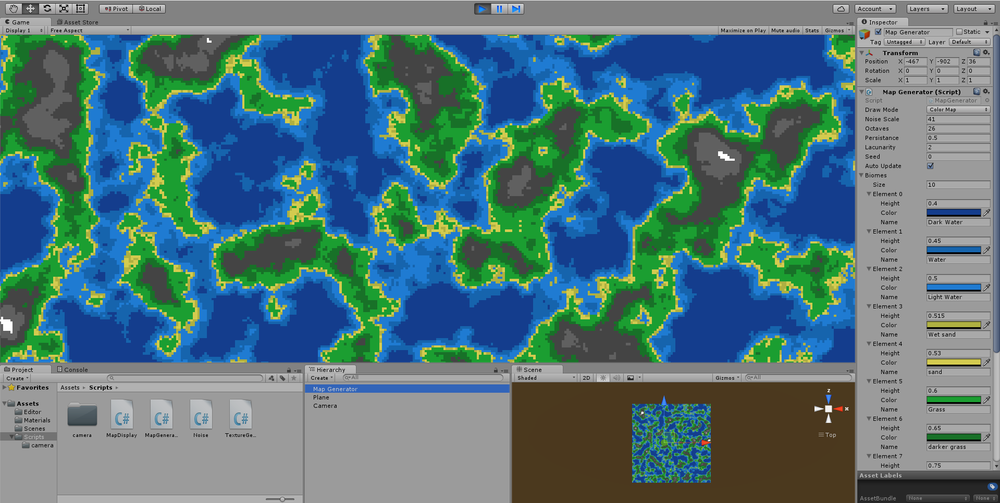 Pivot Local Account Layers Layout
Game Asset Store
Display 1 Free Aspect Maximize on Play Mute audio Stats Gizmos
Inspector
Map Generator Static
Tag Untagged Layer Default
Transform
Position X -467 Y -902 Z 36
Rotation X 0 Y 0 Z 0
Scale X 1 Y 1 Z 1
Map Generator (Script)
Script MapGenerator
Draw Mode Color Map
Noise Scale 41
Octaves 26
Persistance 0.5
Lacunarity 2
Seed 0
Auto Update
Biomes
Size 10
Element 0
Height 0.4
Color
Name Dark Water
Element 1
Height 0.45
Color
Name Water
Element 2
Height 0.5
Color
Name Light Water
Element 3
Height 0.515
Color
Name Wet sand
Element 4
Height 0.53
Color
Name sand
Element 5
Height 0.6
Color
Name Grass
Element 6
Height 0.65
Color
Name darker grass
Element 7
Height 0.75
Asset Labels
AssetBundle None None
Project Console
Create
Favorites
Assets
Editor
Materials
Scenes
Scripts
camera
Assets Scripts
camera MapDisplay MapGenera... Noise TextureGe...
C# C# C# C#
Hierarchy
Create All
Map Generator
Plane
Camera
Scene
Shaded 2D Gizmos All
z
x
Top